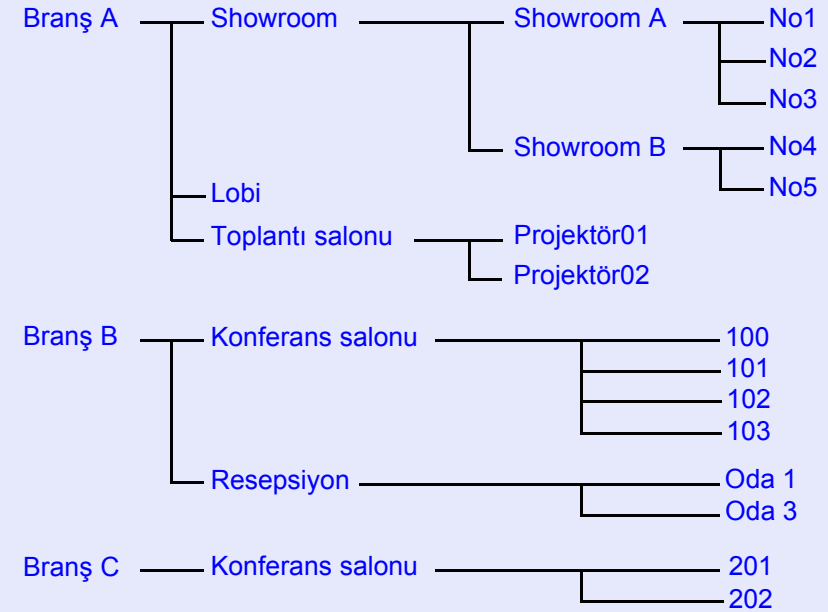 Branş A Showroom Showroom A No1
No2
No3
Showroom B No4
No5
Lobi
Toplantı salonu Projektör01
Projektör02
Branş B Konferans salonu 100
101
102
103
Resepsiyon Oda 1
Oda 3
Branş C Konferans salonu 201
202